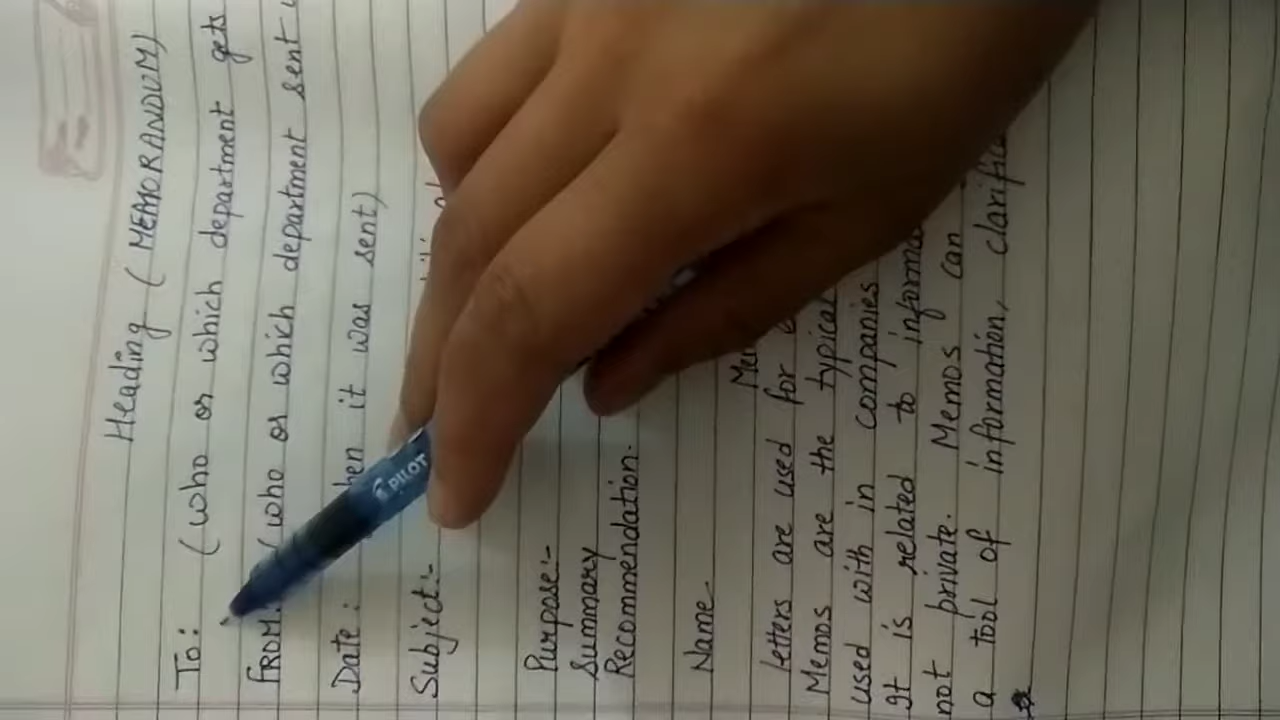 Heading ( MEMORANDUM)
To: (who or which department gets
FROM: (who or which department sent
Date: when it was sent)
Subject:-
Purpose:-
Summary
Recommendation.
Name
letters are used for
Memos are the typical
used with in companies
It is related to
not private. Memos can
a tool of information,
PILOT